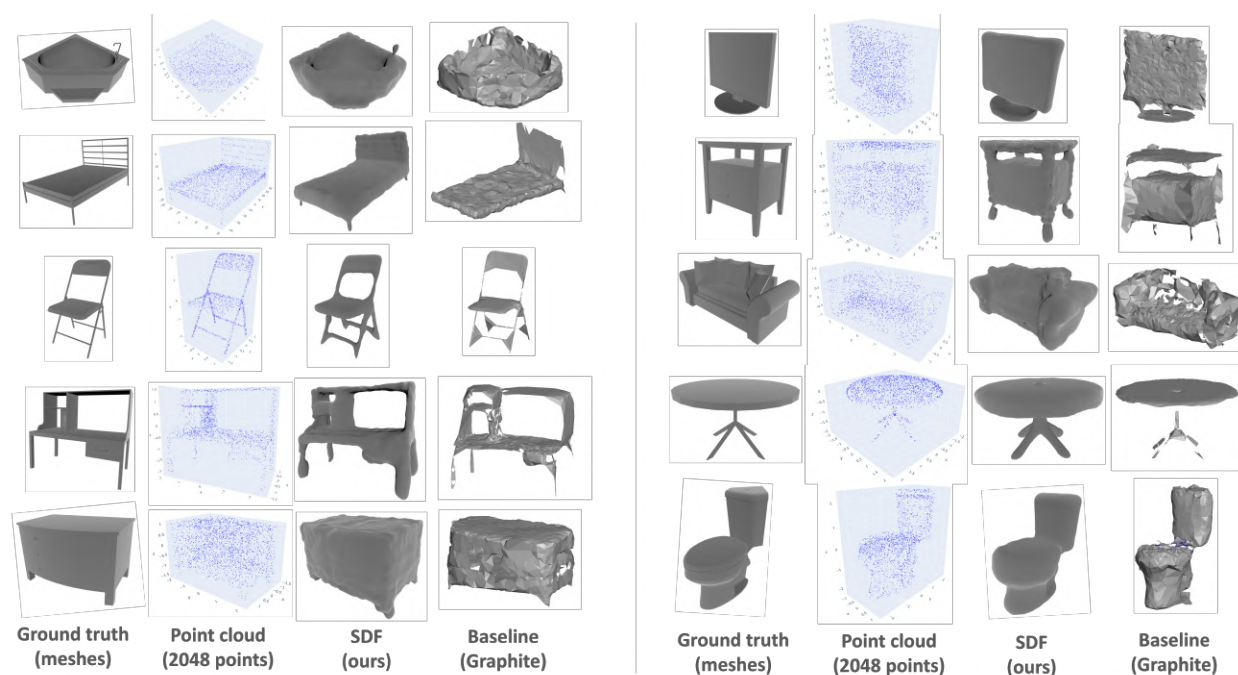 Ground truth
(meshes)
Point cloud
(2048 points)
SDF
(ours)
Baseline
(Graphite)
Ground truth
(meshes)
Point cloud
(2048 points)
SDF
(ours)
Baseline
(Graphite)